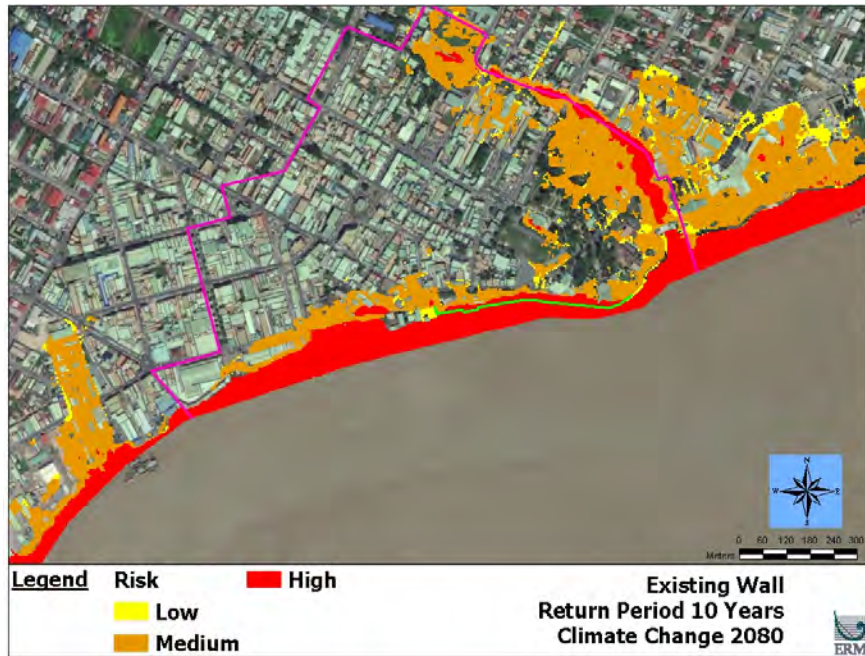 N
W E
S
0 60 120 180 240 300
Meters
Legend Risk High
Low
Medium
Existing Wall
Return Period 10 Years
Climate Change 2080
ERM